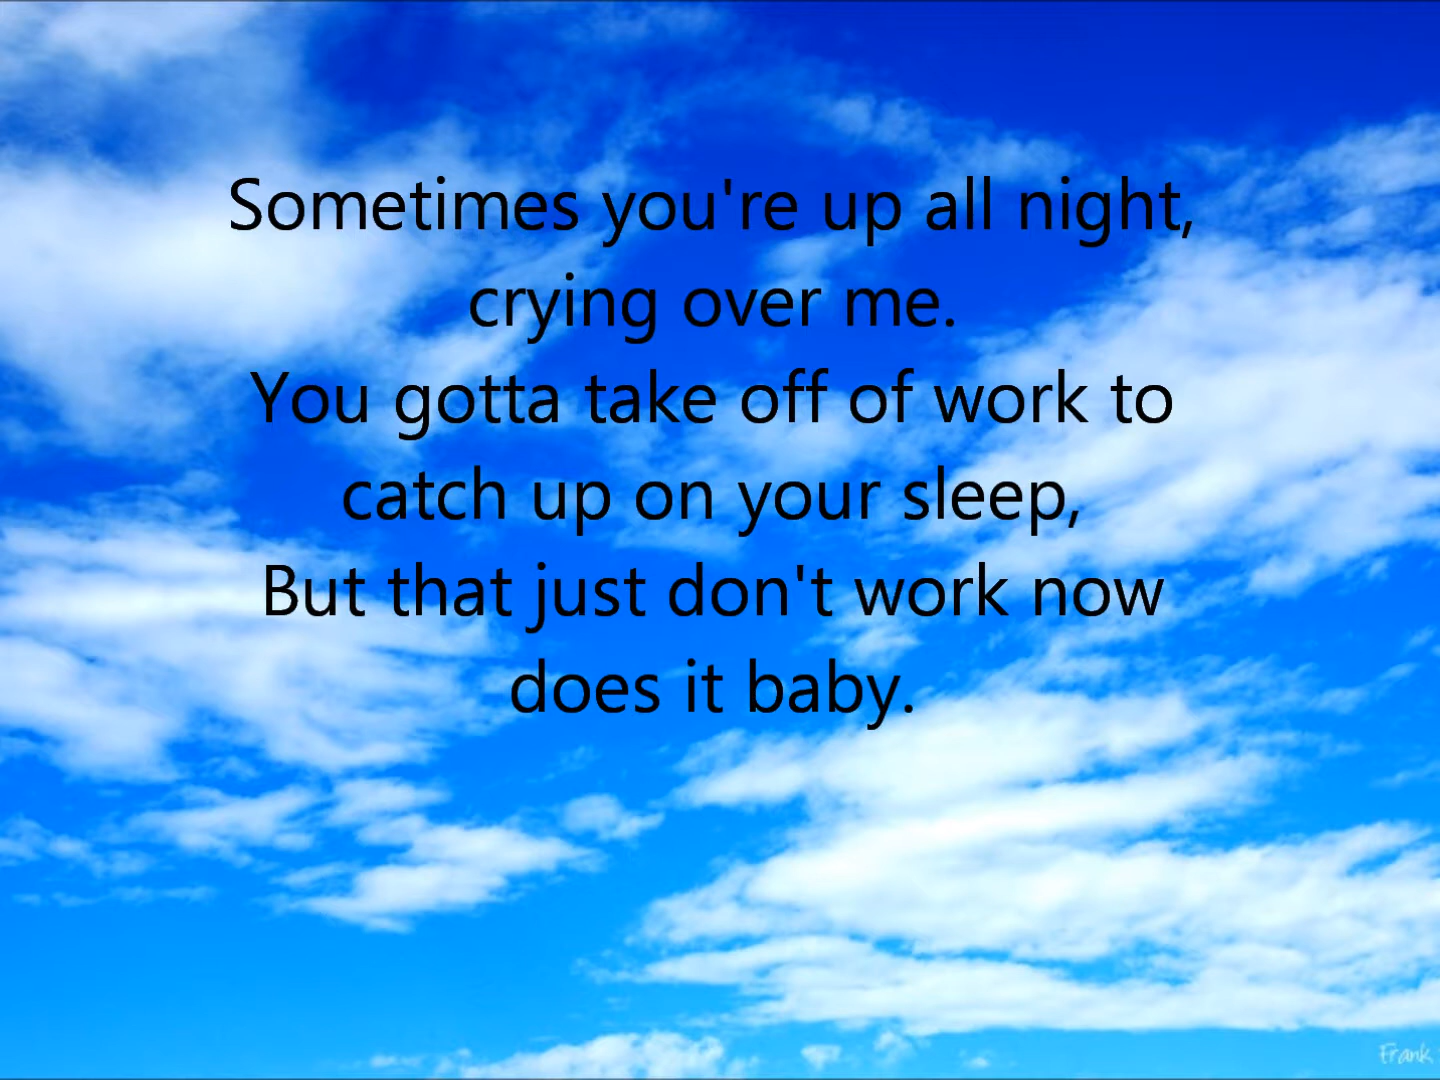 Sometimes you're up all night,
crying over me.
You gotta take off of work to
catch up on your sleep,
But that just don't work now
does it baby.
Frank